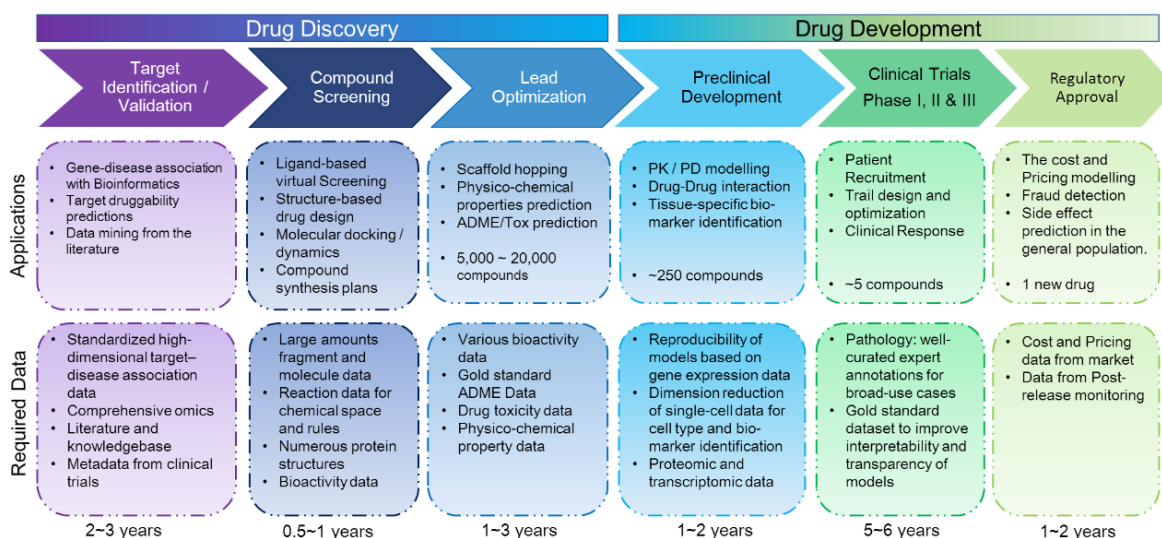 Drug Discovery
Drug Development
Target
Identification /
Validation
Compound
Screening
Lead
Optimization
Preclinical
Development
Clinical Trials
Phase I, II & III
Regulatory
Approval
Applications
• Gene-disease association
with Bioinformatics
• Target druggability
predictions
• Data mining from the
literature
• Ligand-based
virtual Screening
• Structure-based
drug design
• Molecular docking /
dynamics
• Compound
synthesis plans
• Scaffold hopping
• Physico-chemical
properties prediction
• ADME/Tox prediction
• 5,000 ~ 20,000
compounds
• PK / PD modelling
• Drug-Drug interaction
• Tissue-specific bio-
marker identification
• ~250 compounds
• Patient
Recruitment
• Trail design and
optimization
• Clinical Response
• ~5 compounds
• The cost and
Pricing modelling
• Fraud detection
• Side effect
prediction in the
general population.
• 1 new drug
Required Data
• Standardized high-
dimensional target–
disease association
data
• Comprehensive omics
• Literature and
knowledgebase
• Metadata from clinical
trials
• Large amounts
fragment and
molecule data
• Reaction data for
chemical space
and rules
• Numerous protein
structures
• Bioactivity data
• Various bioactivity
data
• Gold standard
ADME Data
• Drug toxicity data
• Physico-chemical
property data
• Reproducibility of
models based on
gene expression data
• Dimension reduction
of single-cell data for
cell type and bio-
marker identification
• Proteomic and
transcriptomic data
• Pathology: well-
curated expert
annotations for
broad-use cases
• Gold standard
dataset to improve
interpretability and
transparency of
models
• Cost and Pricing
data from market
• Data from Post-
release monitoring
2~3 years
0.5~1 years
1~3 years
1~2 years
5~6 years
1~2 years